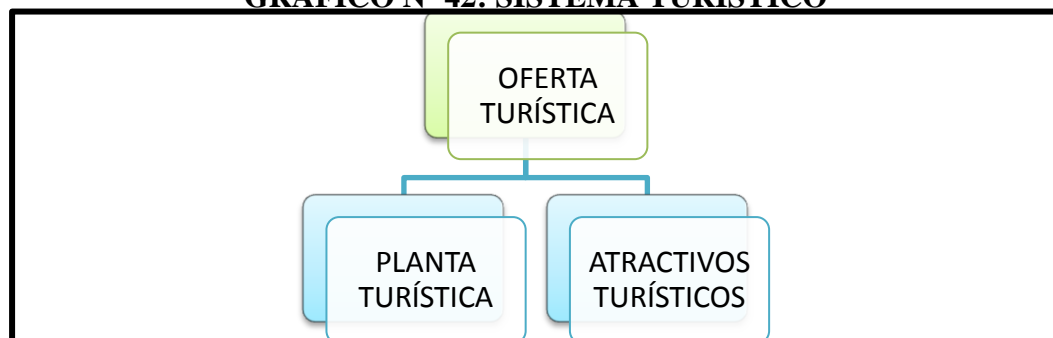 GRÁFICO N° 42: SISTEMA TURÍSTICO
OFERTA
TURÍSTICA
PLANTA
TURÍSTICA
ATRACTIVOS
TURÍSTICOS